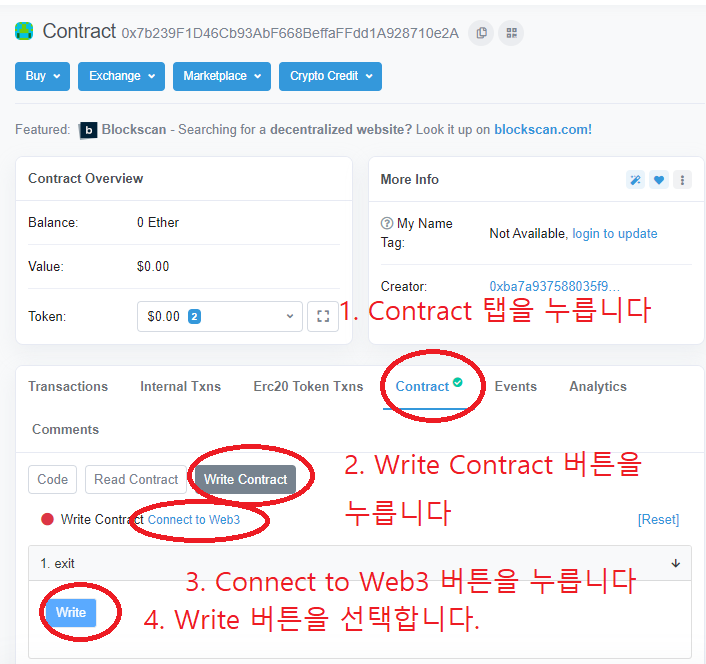 Contract 0x7b239F1D46Cb93AbF668BeffaFFdd1A928710e2A
Buy Exchange Marketplace Crypto Credit
Featured: b Blockscan - Searching for a decentralized website? Look it up on blockscan.com!
Contract Overview
Balance: 0 Ether
Value: $0.00
Token: $0.00 2
More Info
? My Name Tag: Not Available, login to update
Creator: 0xba7a937588035f9...
1. Contract 탭을 누릅니다
Transactions Internal Txns Erc20 Token Txns Contract Events Analytics
Comments
Code Read Contract Write Contract
2. Write Contract 버튼을
누릅니다
Write Contract Connect to Web3 [Reset]
1. exit
3. Connect to Web3 버튼을 누릅니다
Write
4. Write 버튼을 선택합니다.